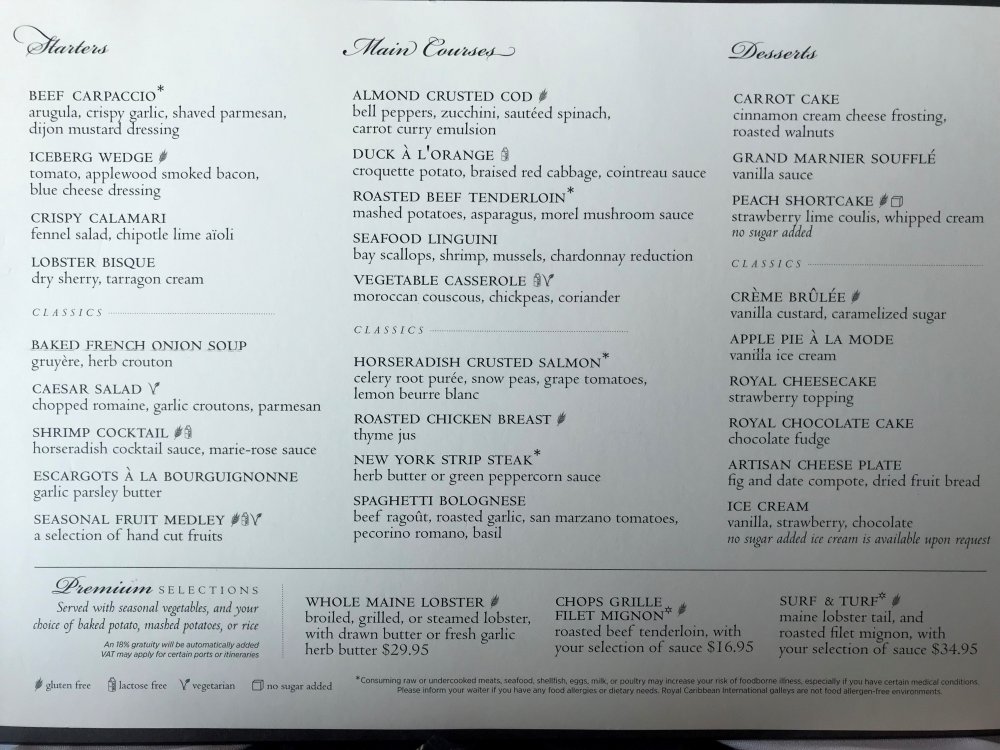 Starters
BEEF CARPACCIO*
arugula, crispy garlic, shaved parmesan,
dijon mustard dressing
ICEBERG WEDGE
tomato, applewood smoked bacon,
blue cheese dressing
CRISPY CALAMARI
fennel salad, chipotle lime aïoli
LOBSTER BISQUE
dry sherry, tarragon cream
CLASSICS
BAKED FRENCH ONION SOUP
gruyère, herb crouton
CAESAR SALAD
chopped romaine, garlic croutons, parmesan
SHRIMP COCKTAIL
horseradish cocktail sauce, marie-rose sauce
ESCARGOTS À LA BOURGUIGNONNE
garlic parsley butter
SEASONAL FRUIT MEDLEY
a selection of hand cut fruits
Main Courses
ALMOND CRUSTED COD
bell peppers, zucchini, sautéed spinach,
carrot curry emulsion
DUCK À L'ORANGE
croquette potato, braised red cabbage, cointreau sauce
ROASTED BEEF TENDERLOIN*
mashed potatoes, asparagus, morel mushroom sauce
SEAFOOD LINGUINI
bay scallops, shrimp, mussels, chardonnay reduction
VEGETABLE CASSEROLE
moroccan couscous, chickpeas, coriander
CLASSICS
HORSERADISH CRUSTED SALMON*
celery root purée, snow peas, grape tomatoes,
lemon beurre blanc
ROASTED CHICKEN BREAST
thyme jus
NEW YORK STRIP STEAK*
herb butter or green peppercorn sauce
SPAGHETTI BOLOGNESE
beef ragoût, roasted garlic, san marzano tomatoes,
pecorino romano, basil
Desserts
CARROT CAKE
cinnamon cream cheese frosting,
roasted walnuts
GRAND MARNIER SOUFFLÉ
vanilla sauce
PEACH SHORTCAKE
strawberry lime coulis, whipped cream
no sugar added
CLASSICS
CRÈME BRÛLÉE
vanilla custard, caramelized sugar
APPLE PIE À LA MODE
vanilla ice cream
ROYAL CHEESECAKE
strawberry topping
ROYAL CHOCOLATE CAKE
chocolate fudge
ARTISAN CHEESE PLATE
fig and date compote, dried fruit bread
ICE CREAM
vanilla, strawberry, chocolate
no sugar added ice cream is available upon request
Premium SELECTIONS
Served with seasonal vegetables, and your
choice of baked potato, mashed potatoes, or rice
An 18% gratuity will be automatically added
VAT may apply for certain ports or itineraries
WHOLE MAINE LOBSTER
broiled, grilled, or steamed lobster,
with drawn butter or fresh garlic
herb butter $29.95
CHOPS GRILLE
FILET MIGNON*
roasted beef tenderloin, with
your selection of sauce $16.95
SURF & TURF*
maine lobster tail, and
roasted filet mignon, with
your selection of sauce $34.95
gluten free lactose free vegetarian no sugar added
*Consuming raw or undercooked meats, seafood, shellfish, eggs, milk, or poultry may increase your risk of foodborne illness, especially if you have certain medical conditions.
Please inform your waiter if you have any food allergies or dietary needs. Royal Caribbean International galleys are not food allergen-free environments.